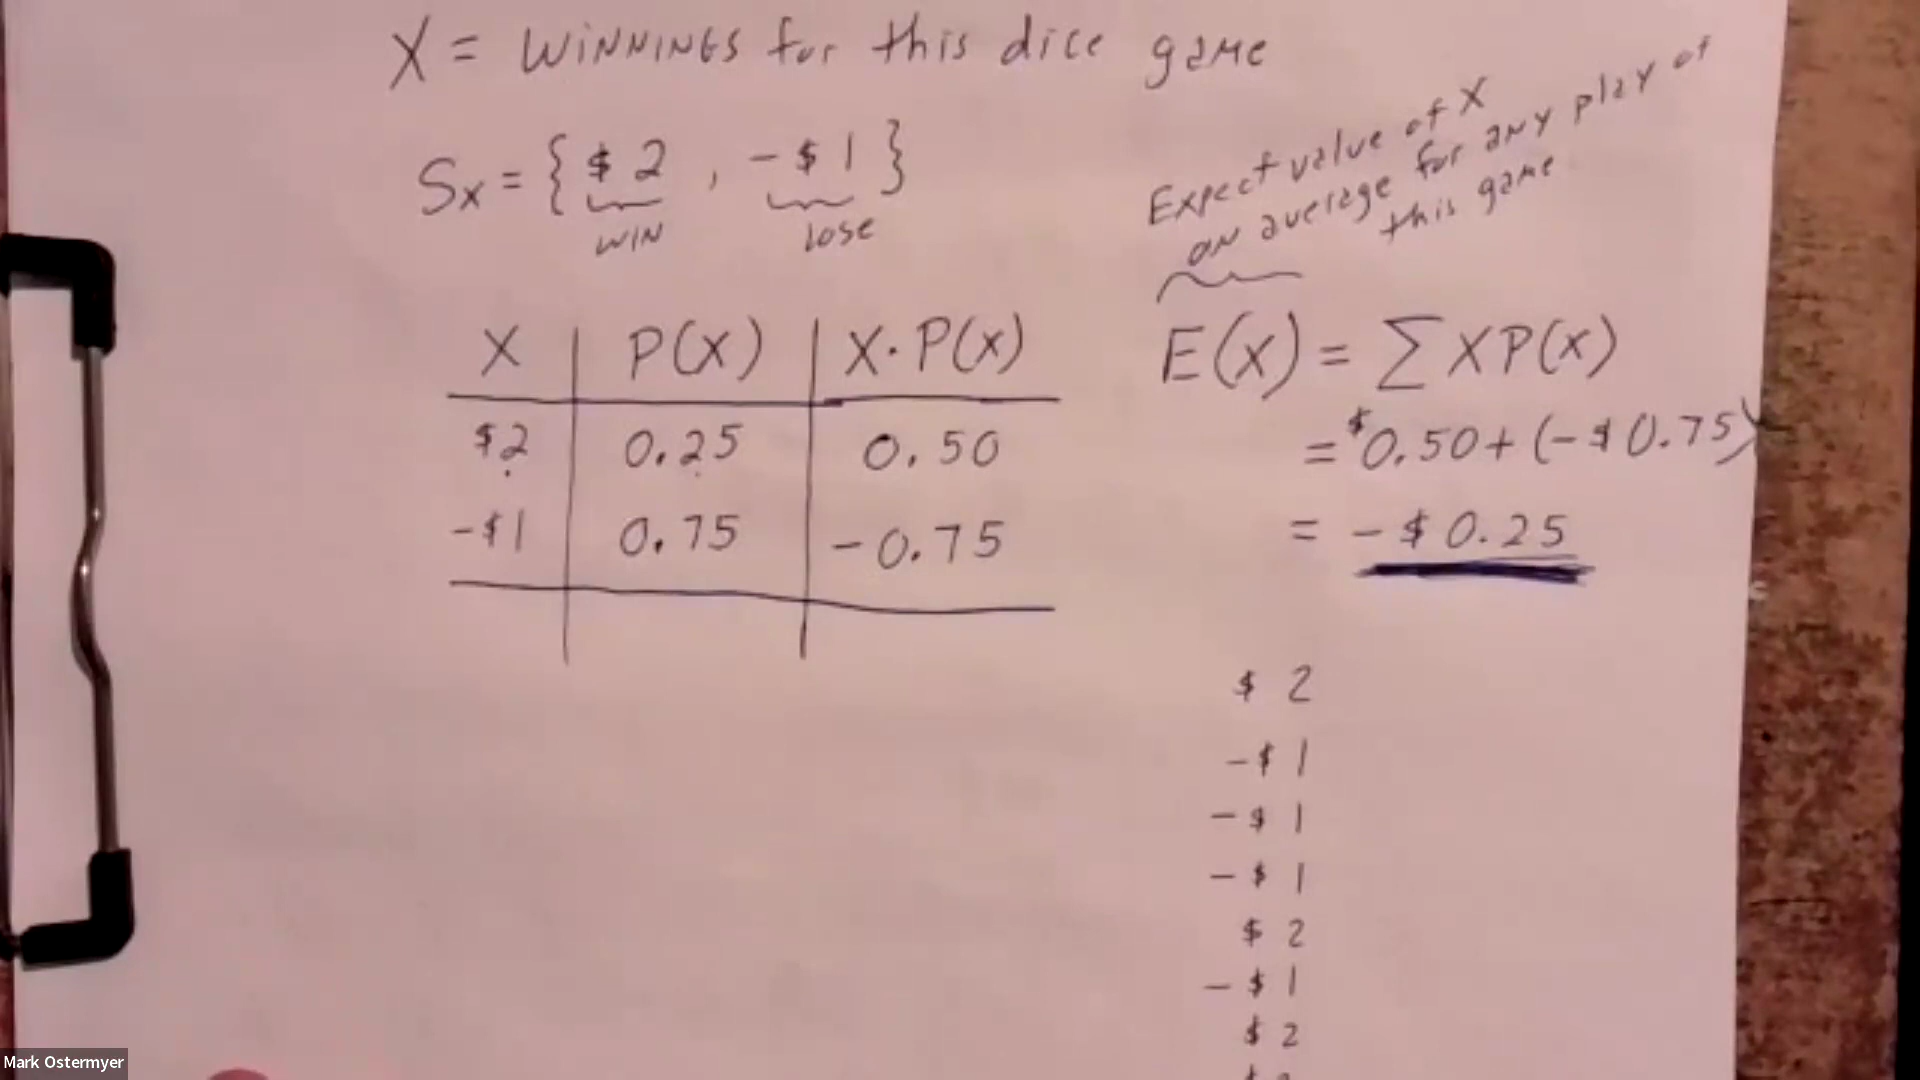 X = WINNINGS for this dice game
Sx = { $ 2 , - $ 1 }
WIN lose
Expect value of X
on average for any play of
this game
X | P(X) | X · P(x)
$2 | 0.25 | 0.50
-$1 | 0.75 | -0.75
E(X) = ∑ X P(x)
= $0.50 + (-$0.75)
= -$0.25
$ 2
-$ 1
-$ 1
-$ 1
$ 2
-$ 1
$ 2
Mark Ostermyer